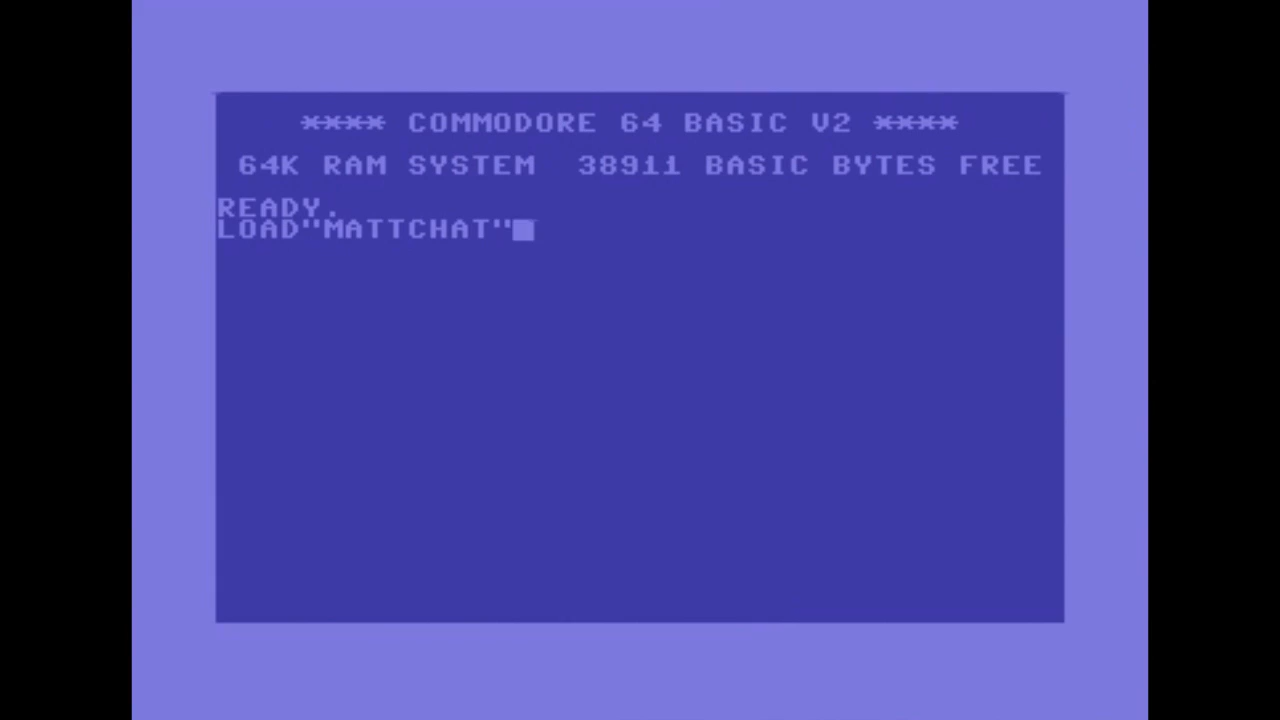 **** COMMODORE 64 BASIC V2 ****
64K RAM SYSTEM  38911 BASIC BYTES FREE
READY.
LOAD"MATTCHAT"